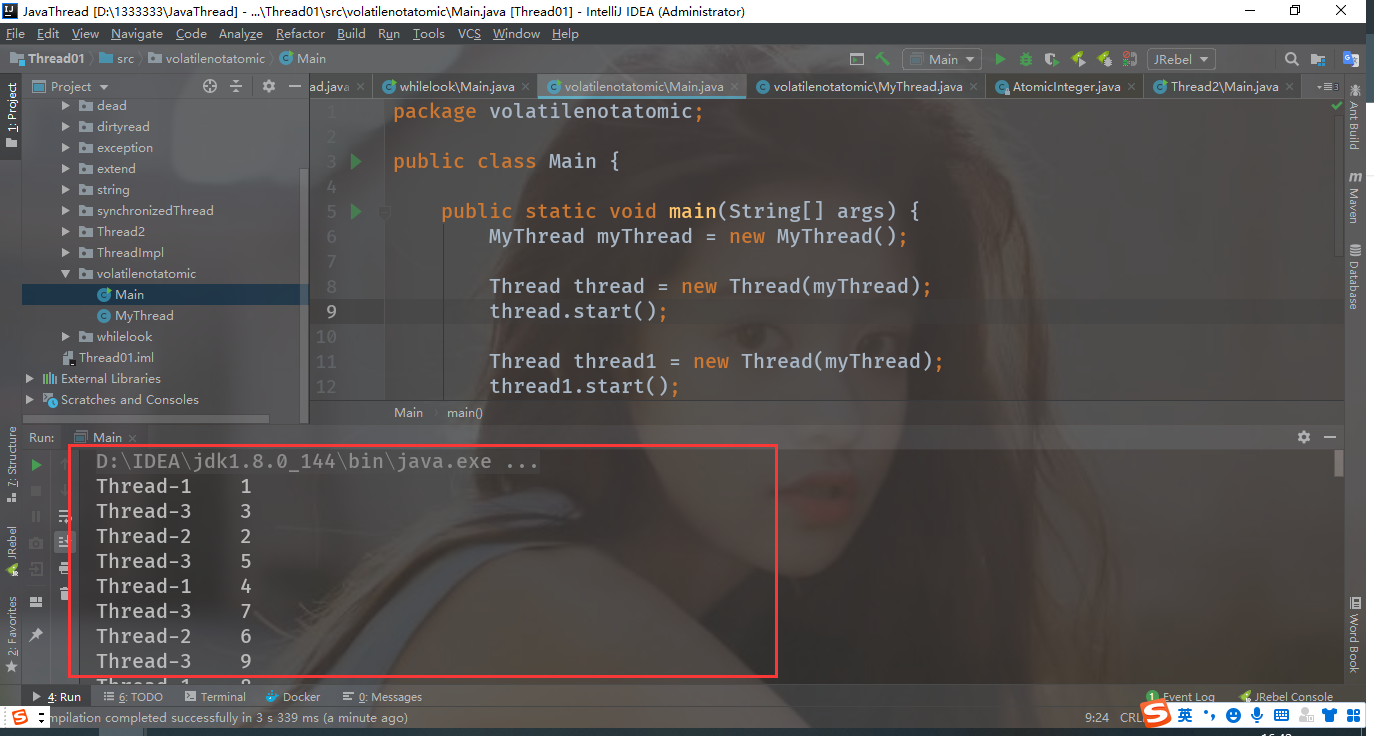 JavaThread [D:\1333333\JavaThread] - ...\Thread01\src\volatilenotatomic\Main.java [Thread01] - IntelliJ IDEA (Administrator)
File Edit View Navigate Code Analyze Refactor Build Run Tools VCS Window Help
Thread01 src volatilenotatomic Main Main JRebel
Project ad.java whilelook\Main.java volatilenotatomic\Main.java volatilenotatomic\MyThread.java AtomicInteger.java Thread2\Main.java
1: Project
dead
dirtyread
exception
extend
string
synchronizedThread
Thread2
ThreadImpl
volatilenotatomic
Main
MyThread
whilelook
Thread01.iml
External Libraries
Scratches and Consoles
1 package volatilenotatomic;
2
3 public class Main {
4
5 public static void main(String[] args) {
6 MyThread myThread = new MyThread();
7
8 Thread thread = new Thread(myThread);
9 thread.start();
10
11 Thread thread1 = new Thread(myThread);
12 thread1.start();
Main main()
Ant Build
Maven
Database
Word Book
7: Structure
JRebel
2: Favorites
Run: Main
D:\IDEA\jdk1.8.0_144\bin\java.exe ...
Thread-1 1
Thread-3 3
Thread-2 2
Thread-3 5
Thread-1 4
Thread-3 7
Thread-2 6
Thread-3 9
4: Run 6: TODO Terminal Docker 0: Messages 1 Event Log JRebel Console
mpilation completed successfully in 3 s 339 ms (a minute ago) 9:24 CRL 英